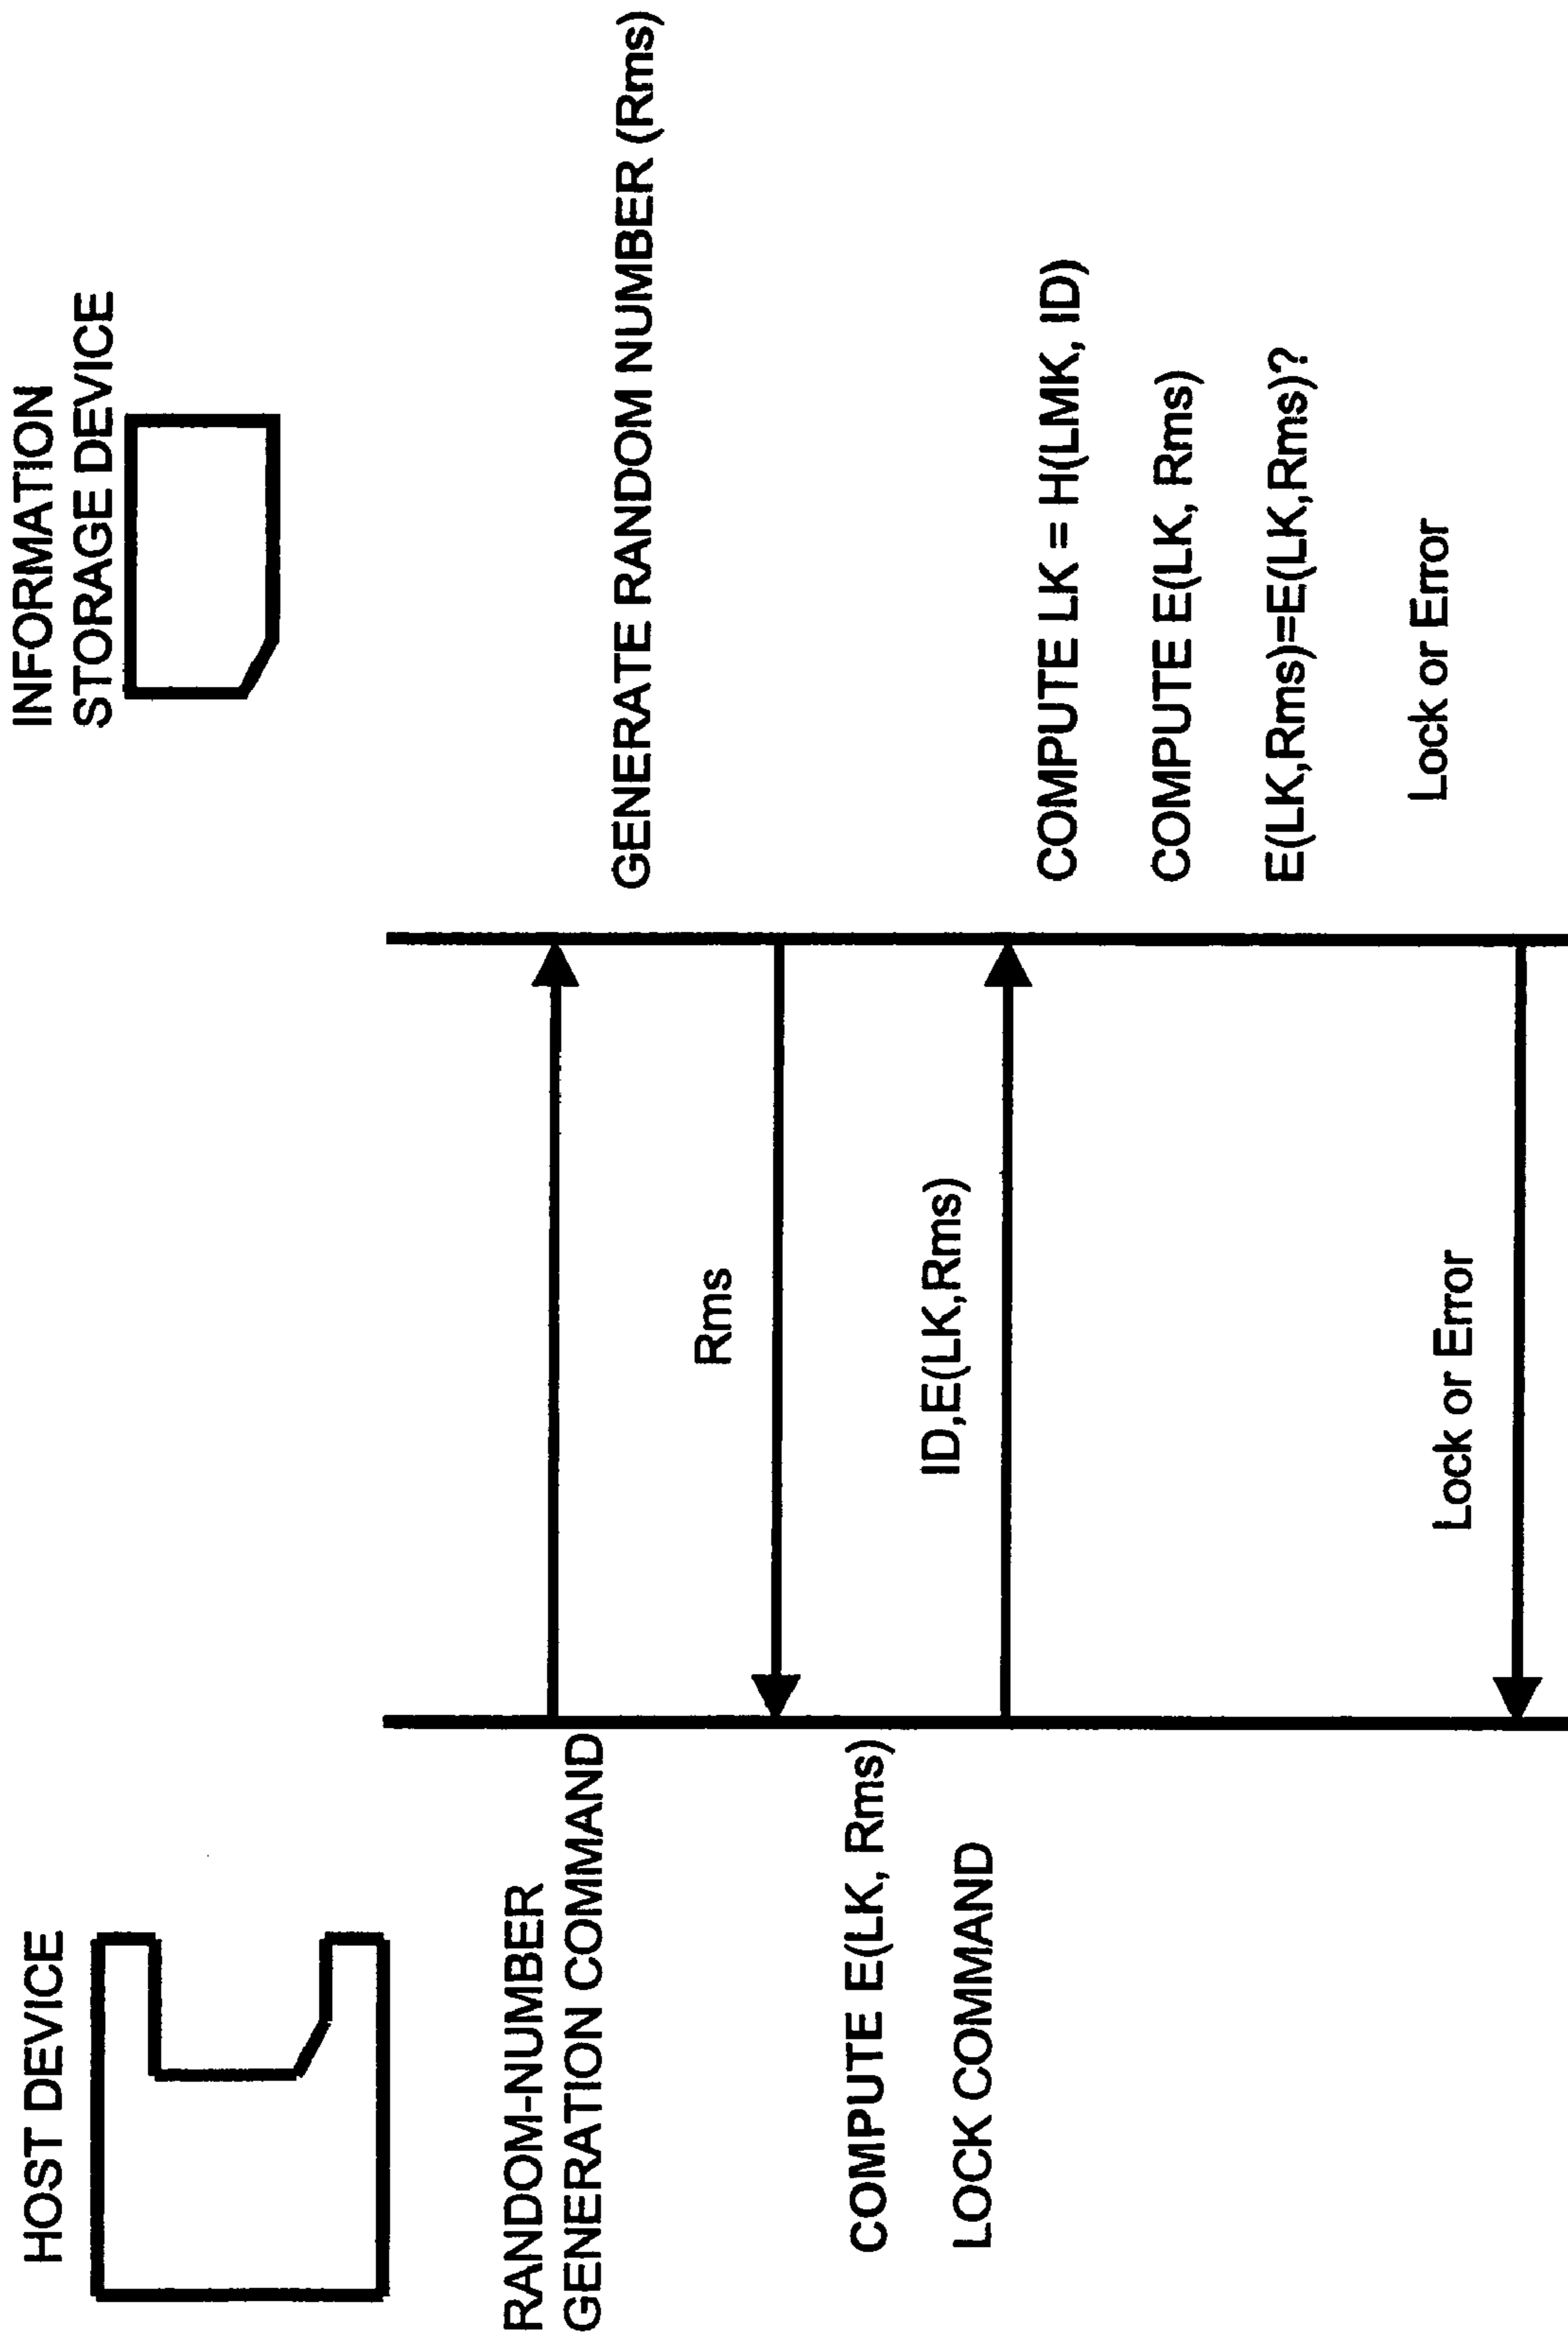 HOST DEVICE
INFORMATION
STORAGE DEVICE
RANDOM-NUMBER
GENERATION COMMAND
GENERATE RANDOM NUMBER (Rms)
Rms
COMPUTE E(LK, Rms)
LOCK COMMAND
ID,E(LK,Rms)
COMPUTE LK = H(LMK, ID)
COMPUTE E(LK, Rms)
E(LK,Rms)=E(LK,Rms)?
Lock or Error
Lock or Error